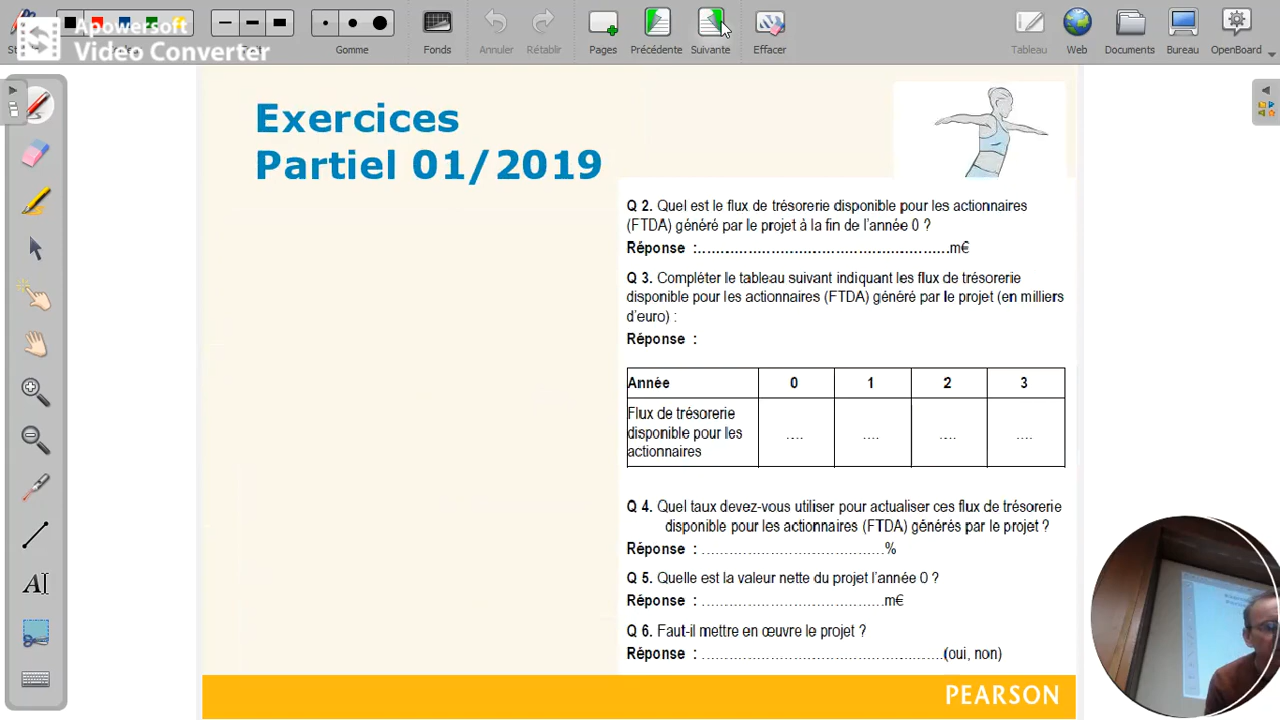 Apowersoft
Video Converter
Gomme
Fonds
Annuler
Rétablir
Pages
Précédente
Suivante
Effacer
Tableau
Web
Documents
Bureau
OpenBoard
Exercices
Partiel 01/2019
Q 2. Quel est le flux de trésorerie disponible pour les actionnaires
(FTDA) généré par le projet à la fin de l'année 0 ?
Réponse :......................................................m€
Q 3. Compléter le tableau suivant indiquant les flux de trésorerie
disponible pour les actionnaires (FTDA) généré par le projet (en milliers
d'euro) :
Réponse :
Année 0 1 2 3
Flux de trésorerie
disponible pour les
actionnaires
.... .... .... ....
Q 4. Quel taux devez-vous utiliser pour actualiser ces flux de trésorerie
disponible pour les actionnaires (FTDA) générés par le projet ?
Réponse : .......................................%
Q 5. Quelle est la valeur nette du projet l'année 0 ?
Réponse : .......................................m€
Q 6. Faut-il mettre en œuvre le projet ?
Réponse : ....................................................(oui, non)
PEARSON